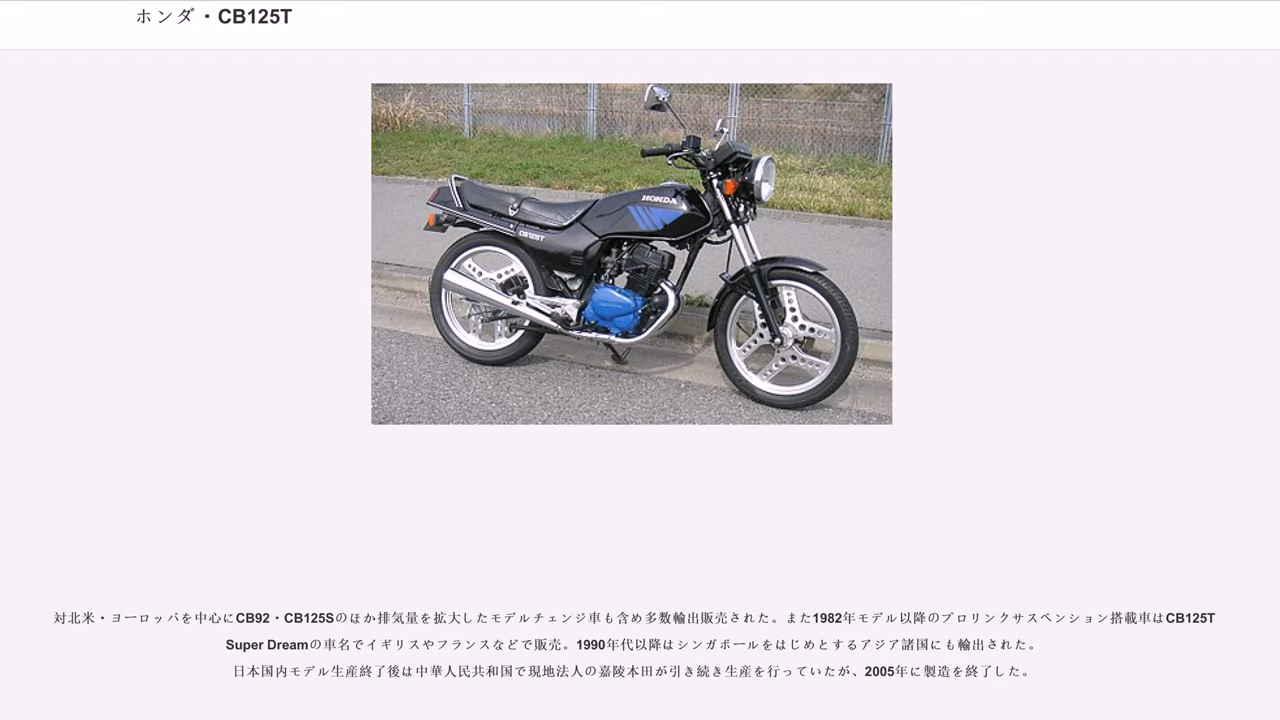 ホンダ・CB125T
HONDA
CB125T
対北米・ヨーロッパを中心にCB92・CB125Sのほか排気量を拡大したモデルチェンジ車も含め多数輸出販売された。また1982年モデル以降のプロリンクサスペンション搭載車はCB125T
Super Dreamの車名でイギリスやフランスなどで販売。1990年代以降はシンガポールをはじめとするアジア諸国にも輸出された。
日本国内モデル生産終了後は中華人民共和国で現地法人の嘉陵本田が引き続き生産を行っていたが、2005年に製造を終了した。